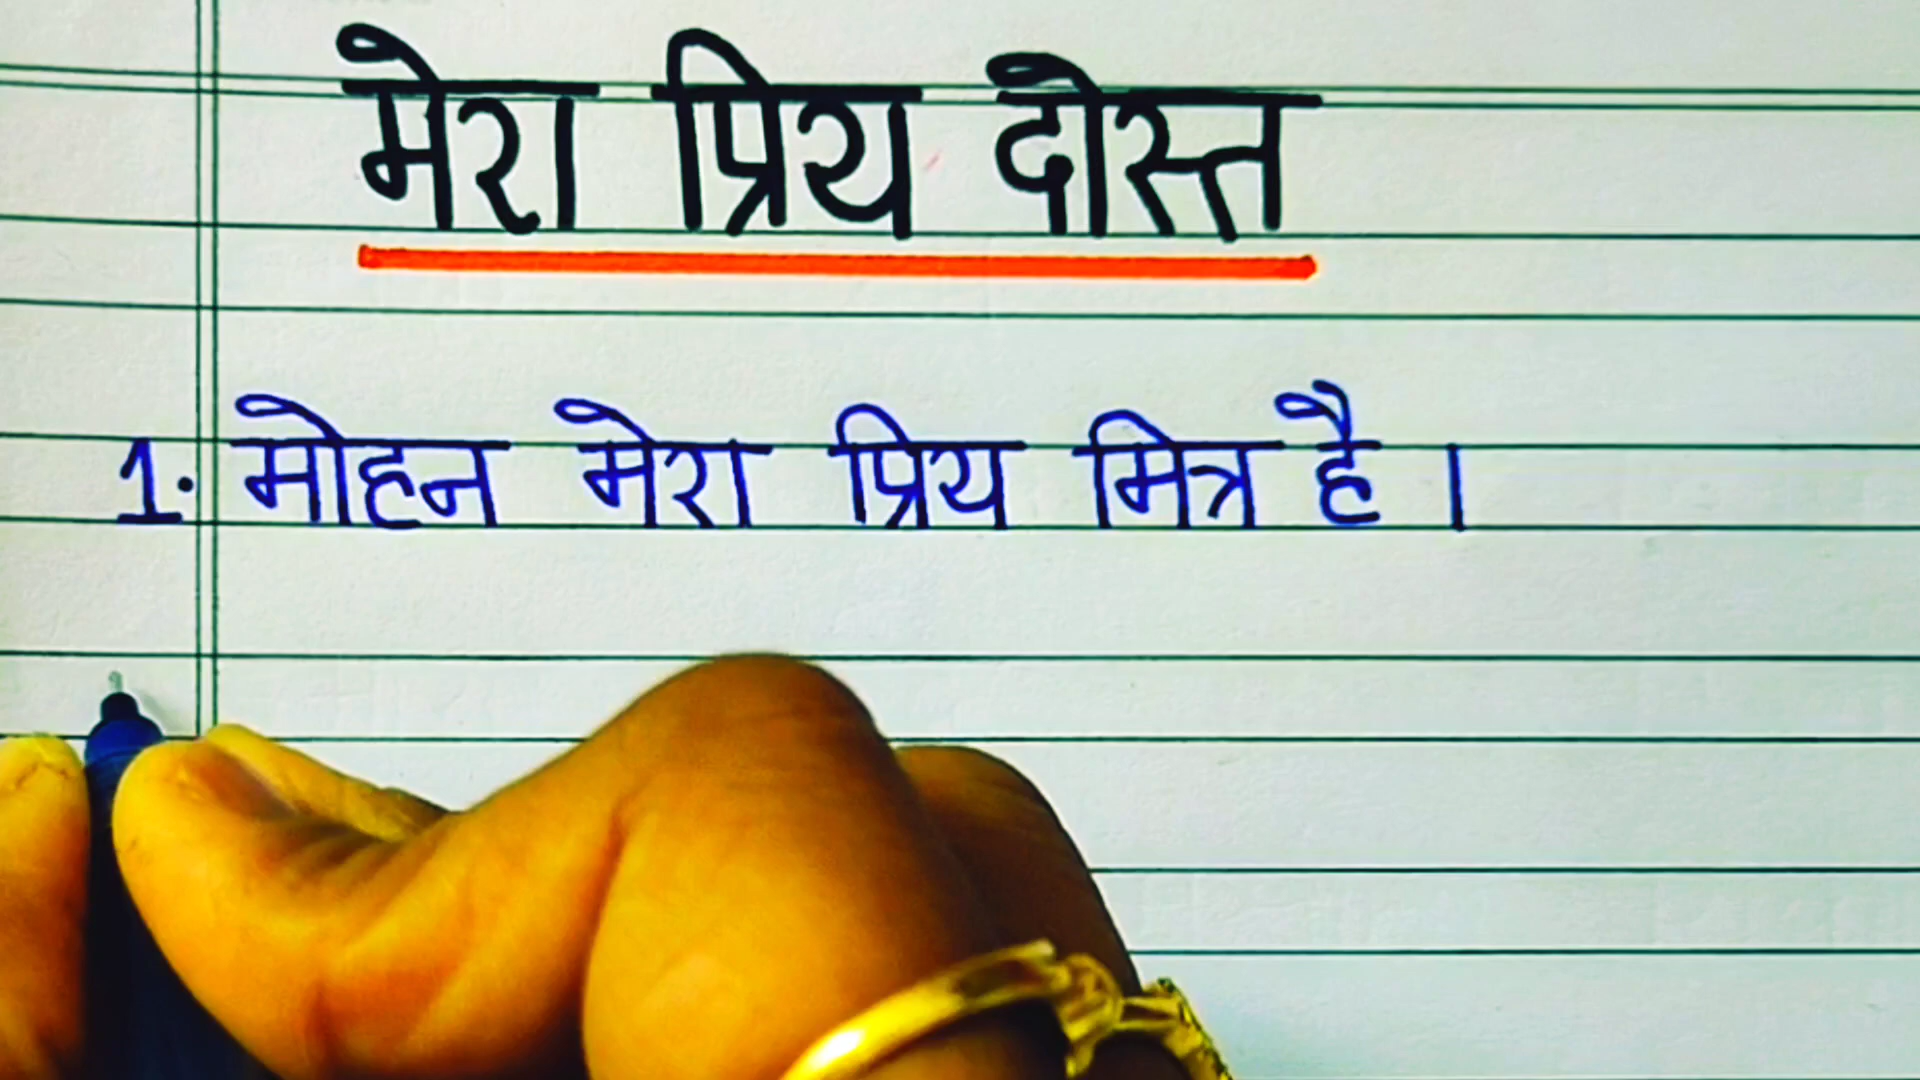 मेरा प्रिय दोस्त
1. मोहन मेरा प्रिय मित्र है ।